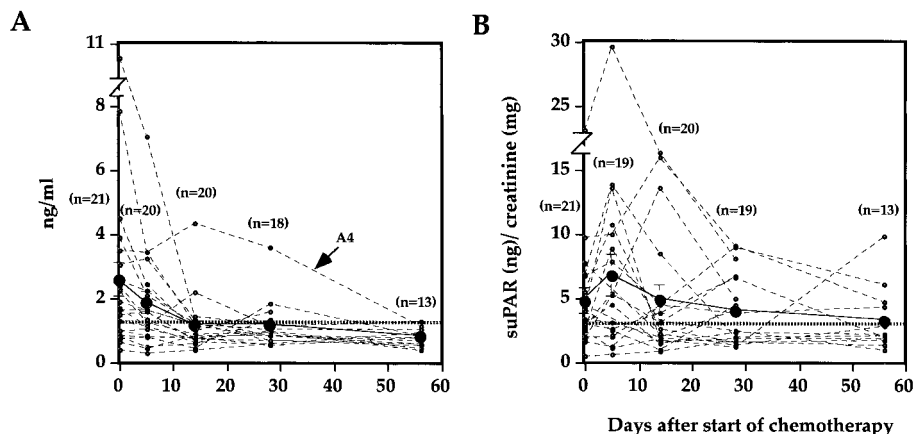 A
11
8
6
4
2
0
ng/ml
(n=21)
(n=20)
(n=20)
(n=18)
A4
(n=13)
0 10 20 30 40 50 60
B
30
25
15
10
5
0
suPAR (ng)/ creatinine (mg)
(n=21)
(n=19)
(n=20)
(n=19)
(n=13)
0 10 20 30 40 50 60
Days after start of chemotherapy